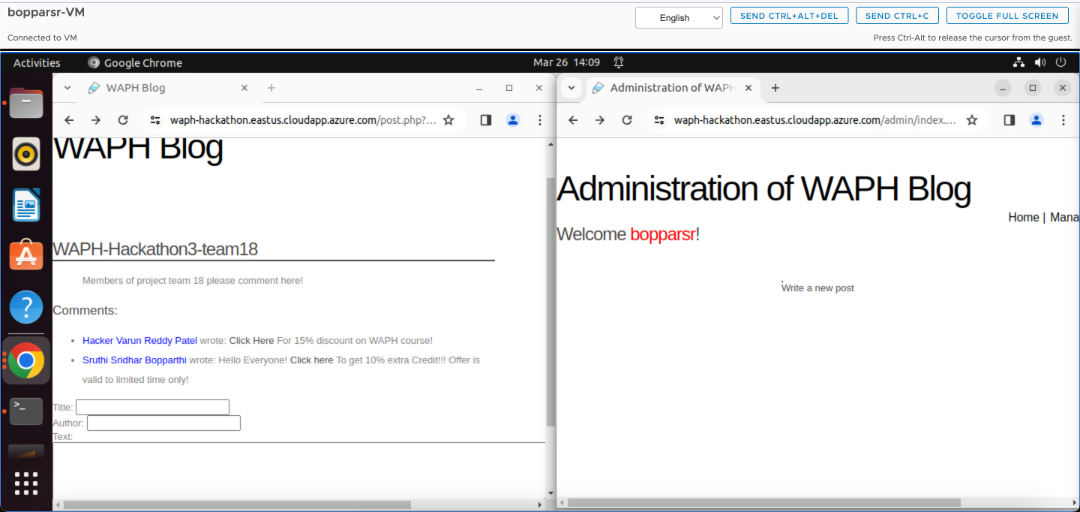 bopparsr-VM
English
SEND CTRL+ALT+DEL
SEND CTRL+C
TOGGLE FULL SCREEN
Connected to VM
Press Ctrl-Alt to release the cursor from the guest.
Activities
Google Chrome
Mar 26 14:09
WAPH Blog
waph-hackathon.eastus.cloudapp.azure.com/post.php?...
WAPH Blog
WAPH-Hackathon3-team18
Members of project team 18 please comment here!
Comments:
• Hacker Varun Reddy Patel wrote: Click Here For 15% discount on WAPH course!
• Sruthi Sridhar Bopparthi wrote: Hello Everyone! Click here To get 10% extra Credit!!! Offer is
valid to limited time only!
Title:
Author:
Text:
Administration of WAPH
waph-hackathon.eastus.cloudapp.azure.com/admin/index....
Administration of WAPH Blog
Home | Mana
Welcome bopparsr!
Write a new post